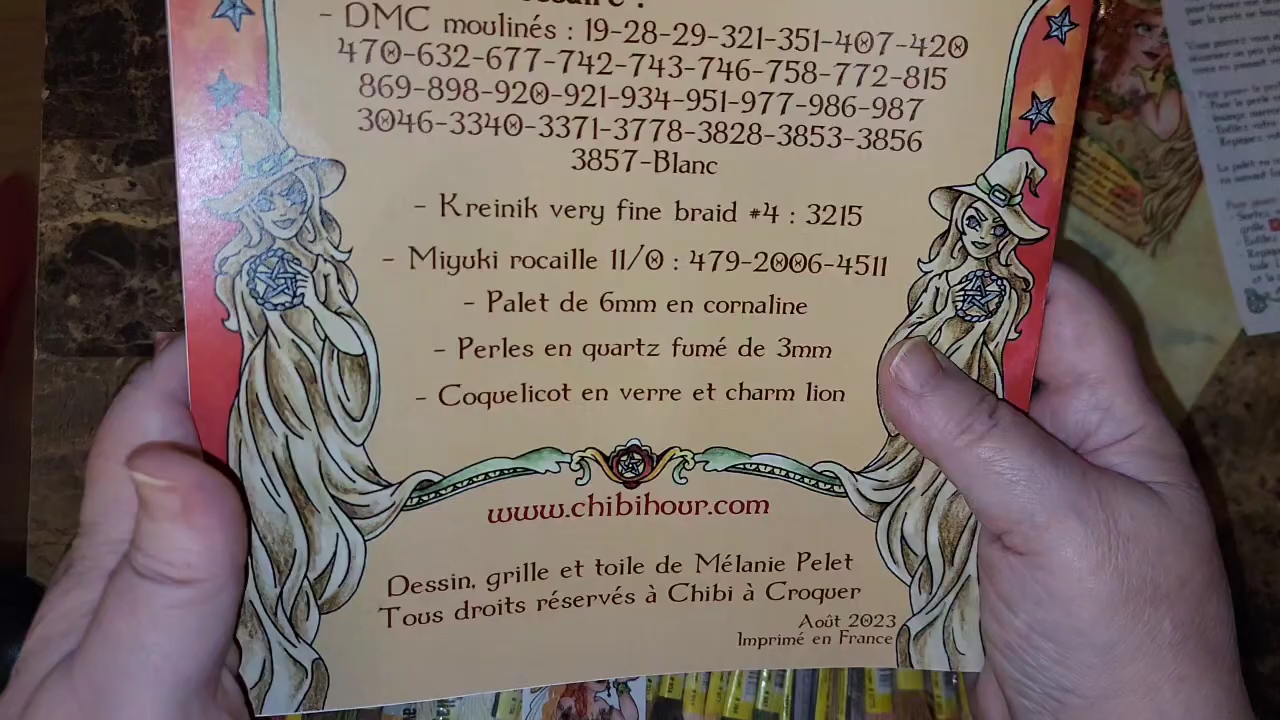 - DMC moulinés : 19-28-29-321-351-407-420
470-632-677-742-743-746-758-772-815
869-898-920-921-934-951-977-986-987
3046-3340-3371-3778-3828-3853-3856
3857-Blanc
- Kreinik very fine braid #4 : 3215
- Miyuki rocaille 11/0 : 479-2006-4511
- Palet de 6mm en cornaline
- Perles en quartz fumé de 3mm
- Coquelicot en verre et charm lion
www.chibihour.com
Dessin, grille et toile de Mélanie Pelet
Tous droits réservés à Chibi à Croquer
Août 2023
Imprimé en France